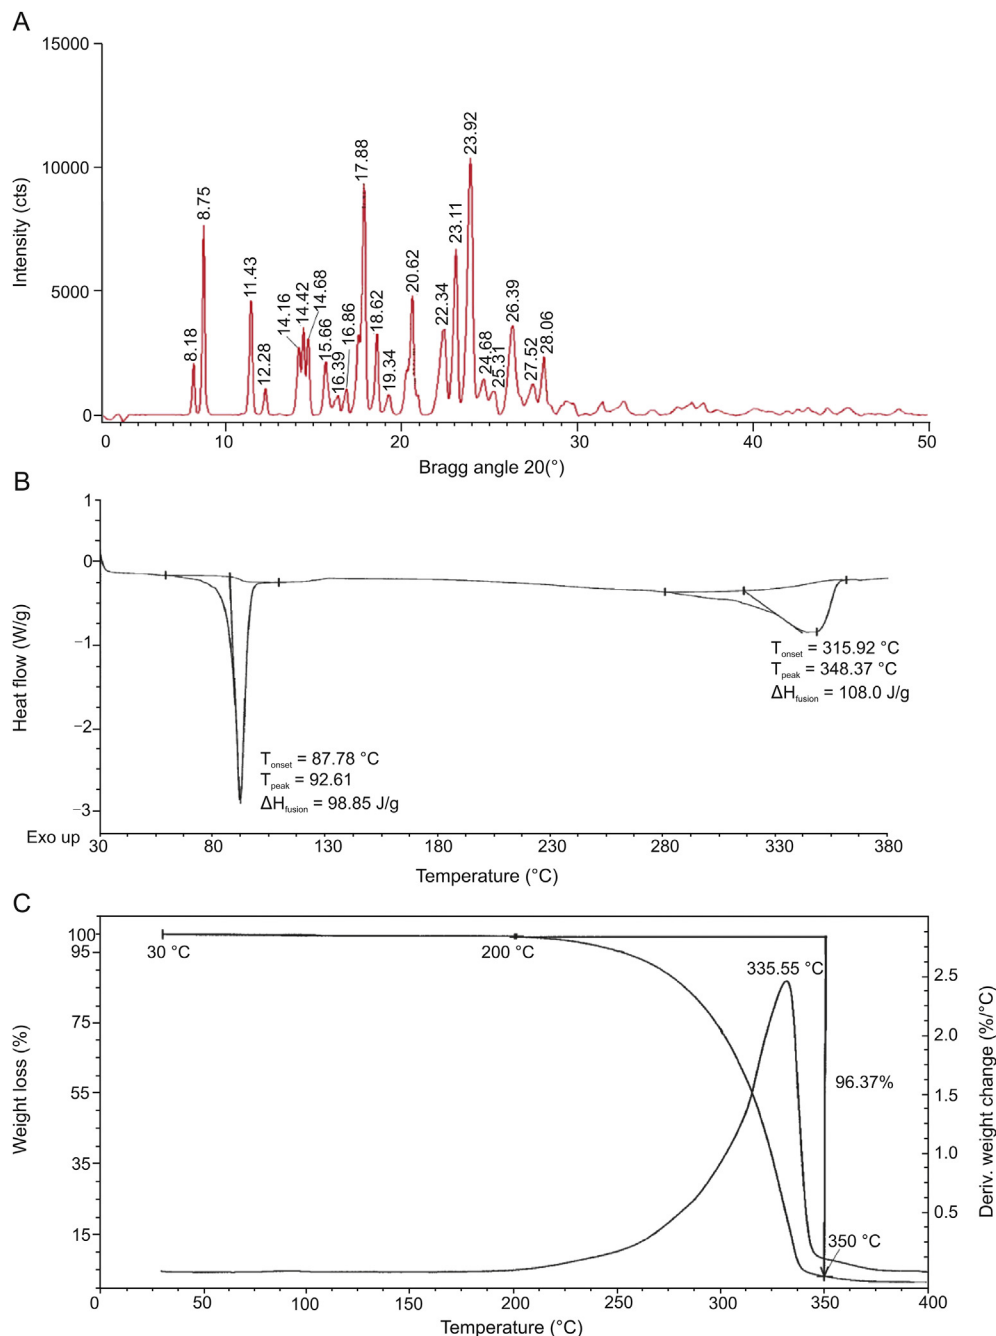 A
15000
10000
5000
0
Intensity (cts)
8.18
8.75
11.43
12.28
14.16
14.42
14.68
15.66
16.39
16.86
17.88
18.62
19.34
20.62
22.34
23.11
23.92
24.68
25.31
26.39
27.52
28.06
0 10 20 30 40 50
Bragg angle 20(°)
B
1
0
−1
−2
−3
Heat flow (W/g)
Tonset = 315.92 °C
Tpeak = 348.37 °C
ΔHfusion = 108.0 J/g
Tonset = 87.78 °C
Tpeak = 92.61
ΔHfusion = 98.85 J/g
Exo up
30 80 130 180 230 280 330 380
Temperature (°C)
C
100
95
75
55
35
15
Weight loss (%)
30 °C
200 °C
335.55 °C
96.37%
350 °C
2.5
2.0
1.5
1.0
0.5
Deriv. weight change (%/°C)
0 50 100 150 200 250 300 350 400
Temperature (°C)